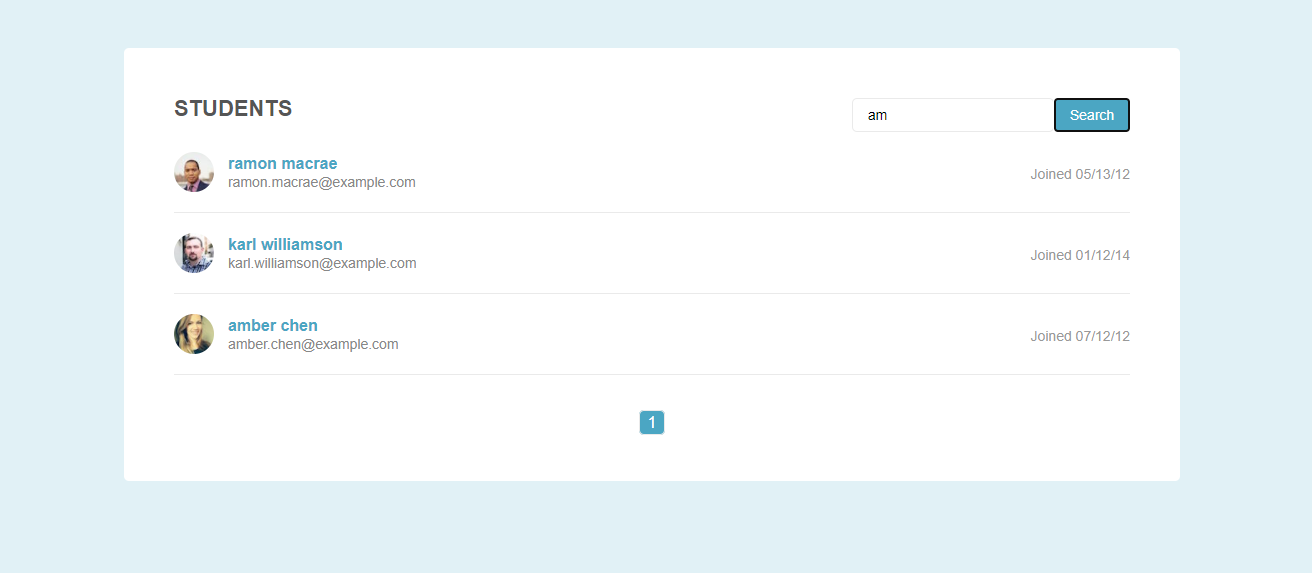 STUDENTS
am
Search
ramon macrae
ramon.macrae@example.com
Joined 05/13/12
karl williamson
karl.williamson@example.com
Joined 01/12/14
amber chen
amber.chen@example.com
Joined 07/12/12
1